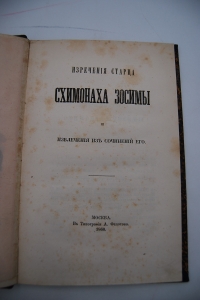 ИЗРЕЧЕНІЯ СТАРЦА
СХИМОНАХА ЗОСИМЫ
И
ИЗВЛЕЧЕНІЯ ИЗЪ СОЧИНЕНІЙ ЕГО.
МОСКВА.
Въ Типографіи